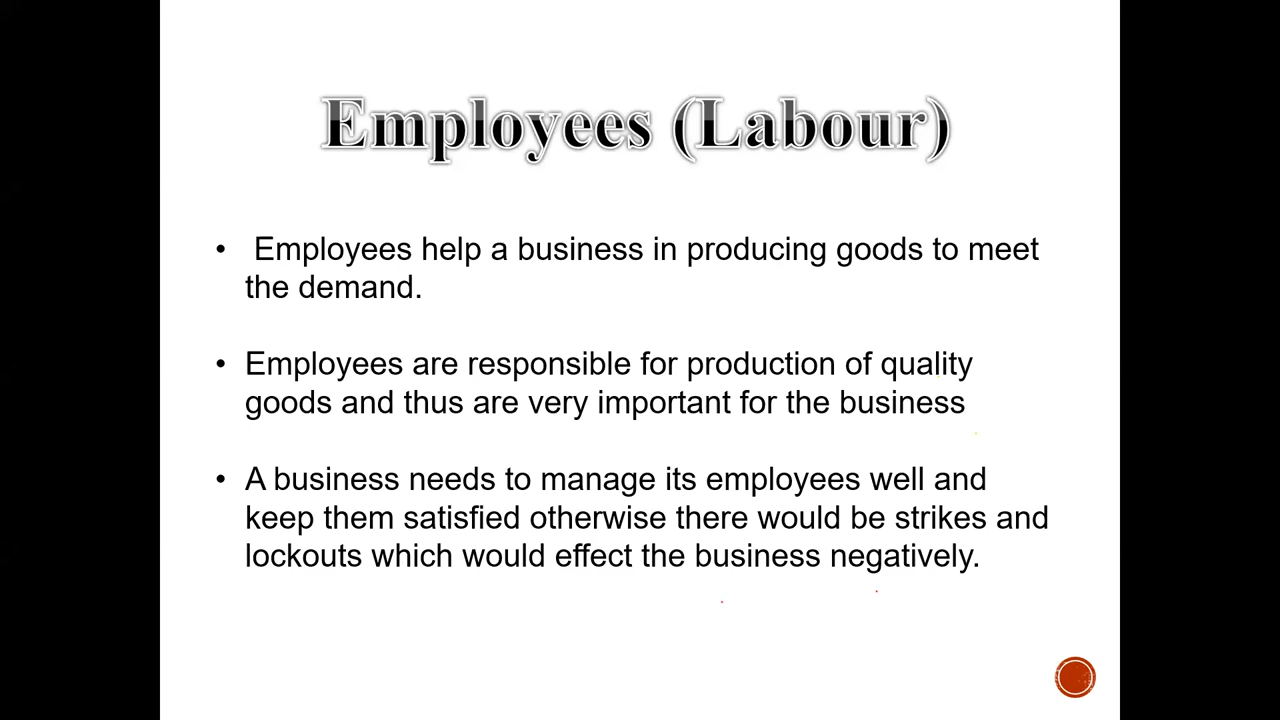 Employees (Labour)
• Employees help a business in producing goods to meet
the demand.
• Employees are responsible for production of quality
goods and thus are very important for the business
• A business needs to manage its employees well and
keep them satisfied otherwise there would be strikes and
lockouts which would effect the business negatively.